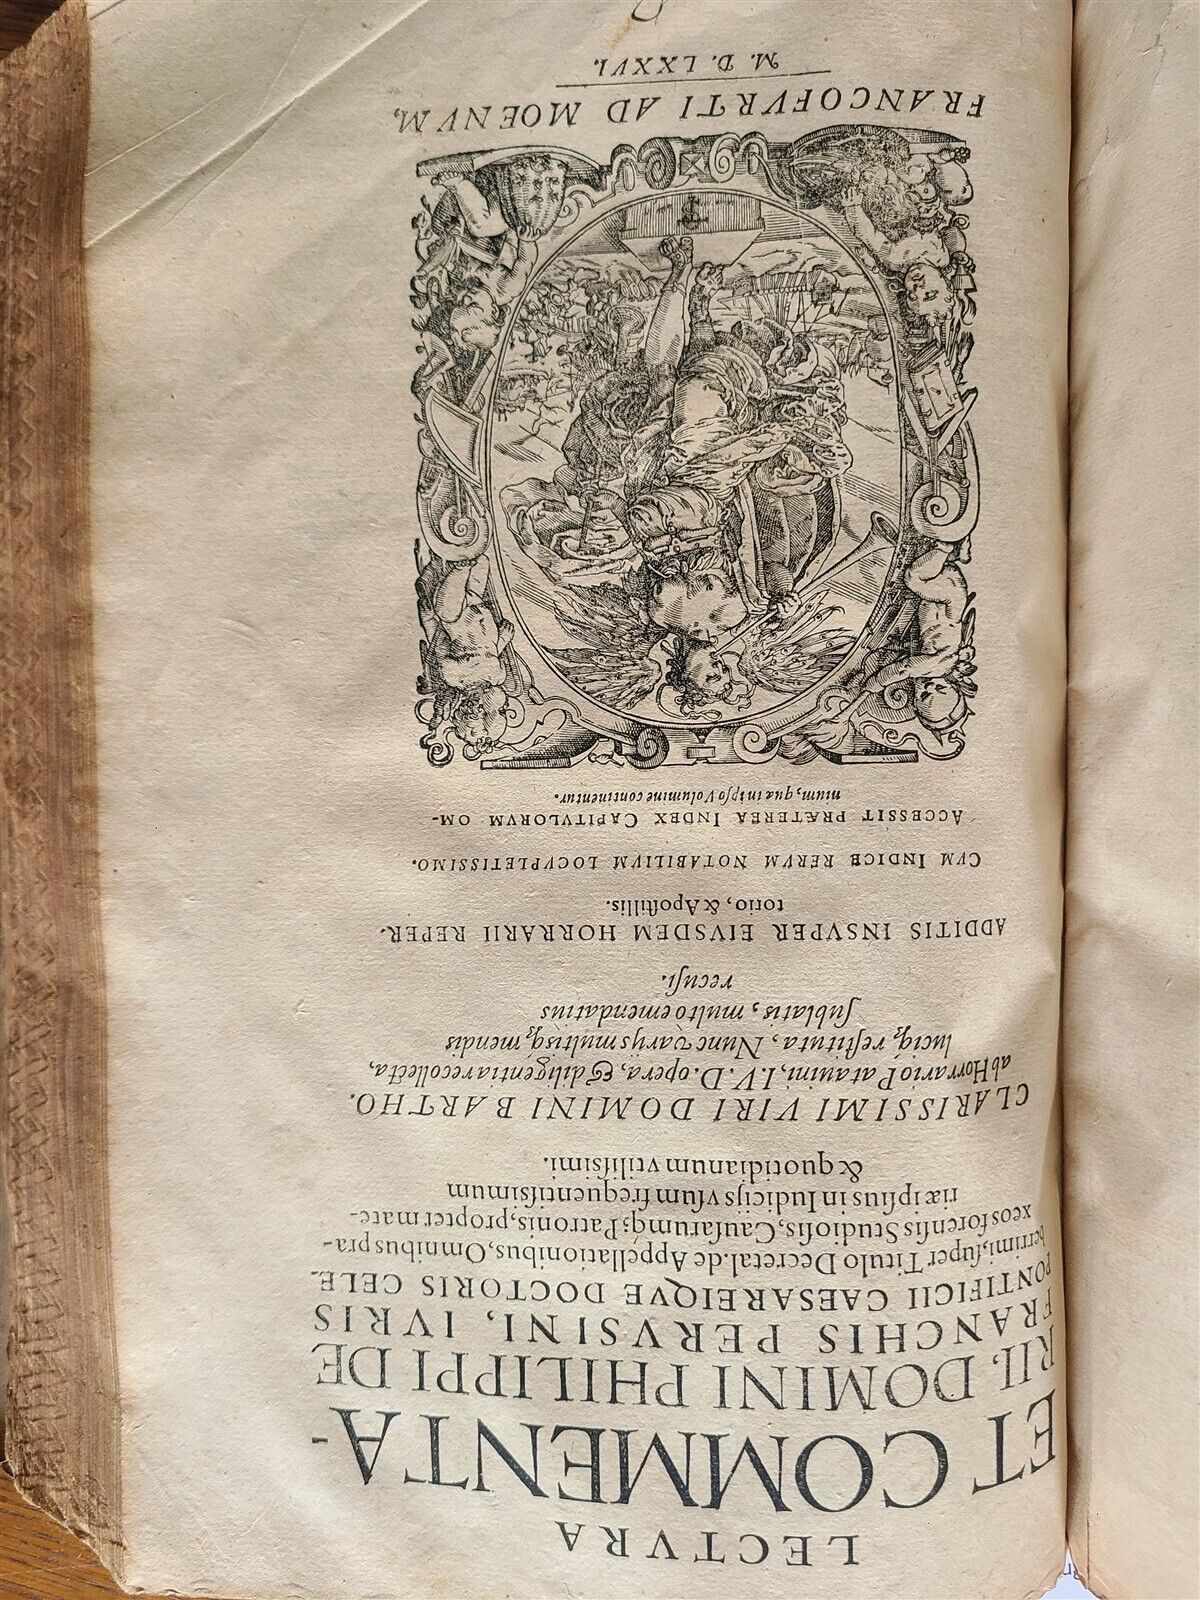 LECTVRA
ET COMMENTA-
RII. DOMINI PHILIPPI DE
FRANCHIS PERVSINI, IVRIS
PONTIFICII CAESAREIQVE DOCTORIS CELE-
berrimi, ſuper Titulo Decretal. de Appellationibus, Omnibus pra-
xeos forenſis Studioſis, Cauſarumq́; Patronis, propter mate-
riæ ipſius in Iudicijs vſum frequentiſsimum
& quotidianum vtiliſsimi.
CLARISSIMI VIRI DOMINI BARTHO.
ab Horrario Patauini, I. V. D. opera, & diligentia recollecta,
luciq́; reſtituta, Nunc varijs multisq́; mendis
ſublatis, multo emendatius
recuſi.
ADDITIS INSVPER EIVSDEM HORRARII REPER-
torio, & Apoſtillis.
CVM INDICE RERVM NOTABILIVM LOCVPLETISSIMO.
ACCESSIT PRÆTEREA INDEX CAPITVLORVM OM-
nium, quæ in ipſo Volumine continentur.
FRANCOFVRTI AD MOENVM,
M. D. LXXVI.